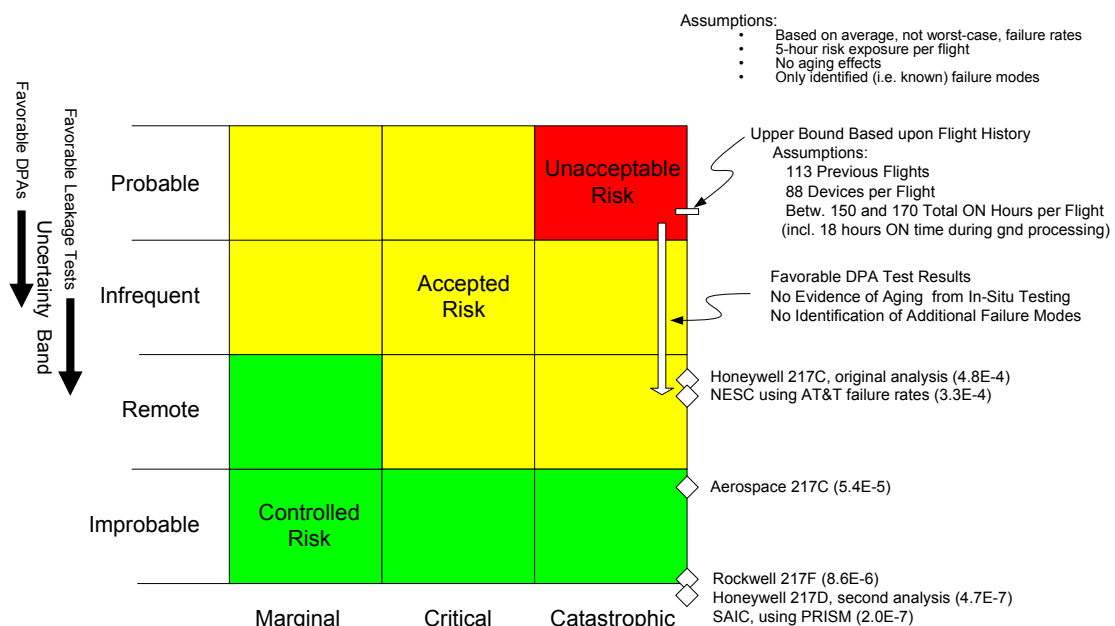 Assumptions:
• Based on average, not worst-case, failure rates
• 5-hour risk exposure per flight
• No aging effects
• Only identified (i.e. known) failure modes
Favorable DPAs
Favorable Leakage Tests
Uncertainty Band
Probable
Infrequent
Remote
Improbable
Unacceptable
Risk
Accepted
Risk
Controlled
Risk
Marginal
Critical
Catastrophic
Upper Bound Based upon Flight History
Assumptions:
113 Previous Flights
88 Devices per Flight
Betw. 150 and 170 Total ON Hours per Flight
(incl. 18 hours ON time during gnd processing)
Favorable DPA Test Results
No Evidence of Aging from In-Situ Testing
No Identification of Additional Failure Modes
Honeywell 217C, original analysis (4.8E-4)
NESC using AT&T failure rates (3.3E-4)
Aerospace 217C (5.4E-5)
Rockwell 217F (8.6E-6)
Honeywell 217D, second analysis (4.7E-7)
SAIC, using PRISM (2.0E-7)